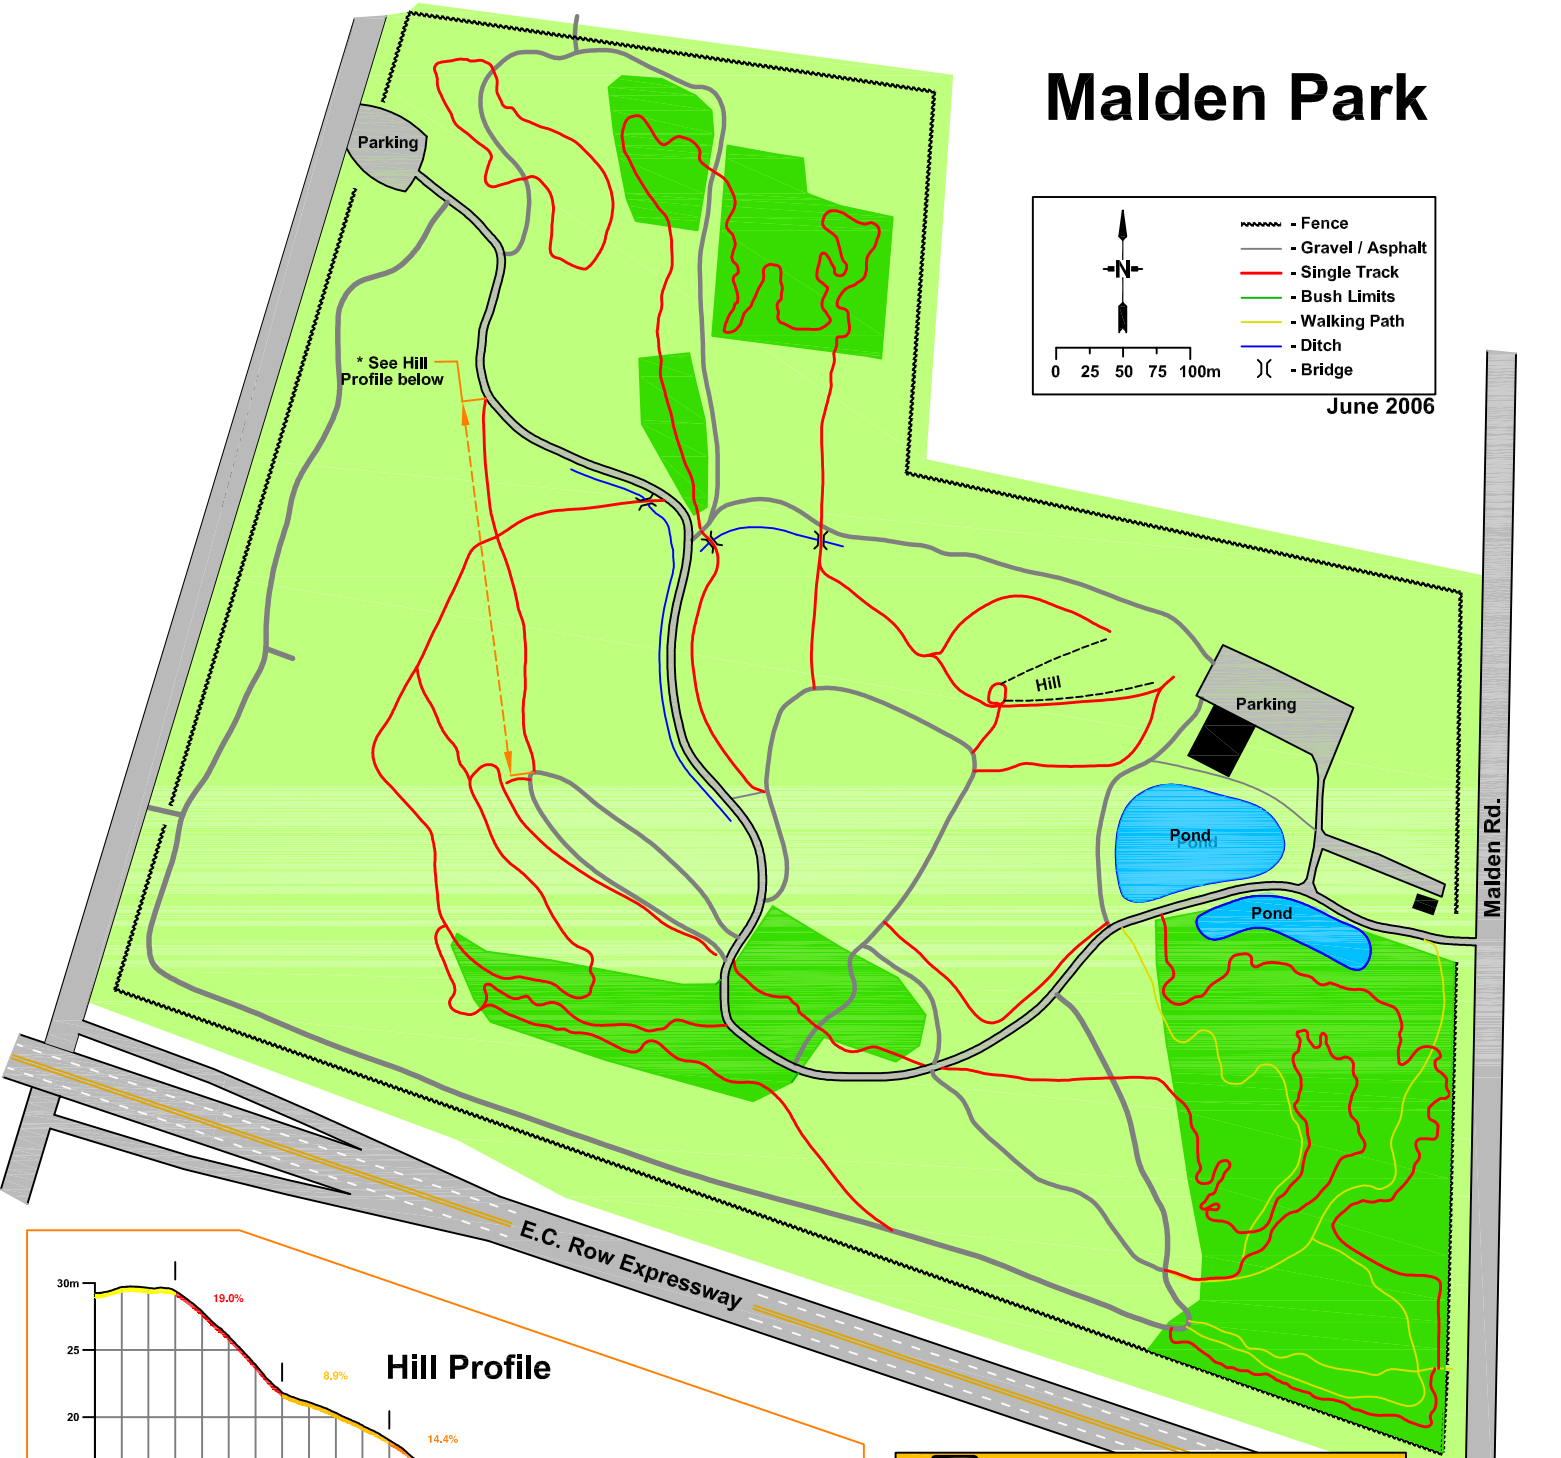 Malden Park
Parking
N
- Fence
- Gravel / Asphalt
- Single Track
- Bush Limits
- Walking Path
- Ditch
- Bridge
0 25 50 75 100m
June 2006
* See Hill
Profile below
Hill
Parking
Pond
Pond
Pond
Malden Rd.
E.C. Row Expressway
Hill Profile
30m
25
20
19.0%
8.9%
14.4%